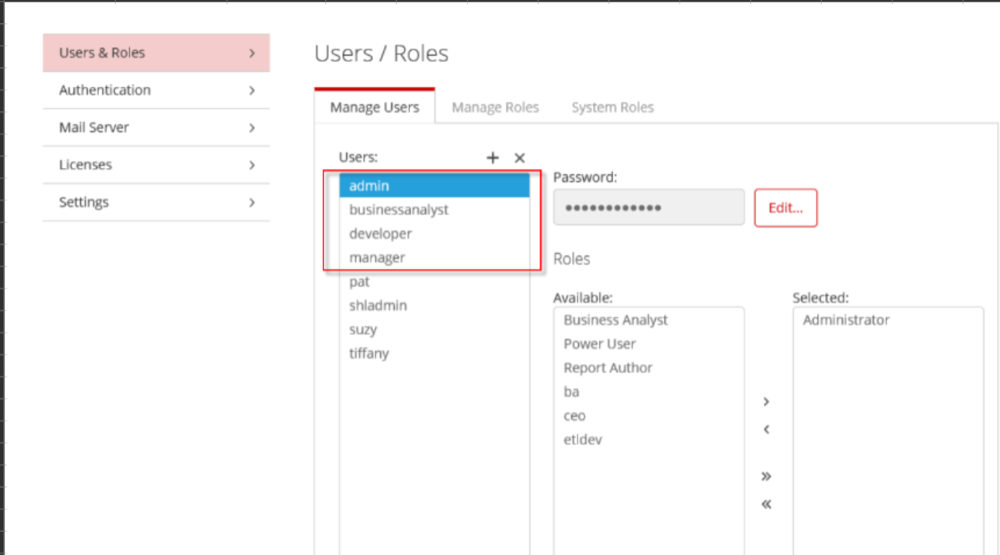 Users & Roles
Authentication
Mail Server
Licenses
Settings
Users / Roles
Manage Users
Manage Roles
System Roles
Users:
admin
businessanalyst
developer
manager
pat
shladmin
suzy
tiffany
Password:
••••••••••••
Edit...
Roles
Available:
Business Analyst
Power User
Report Author
ba
ceo
etldev
Selected:
Administrator